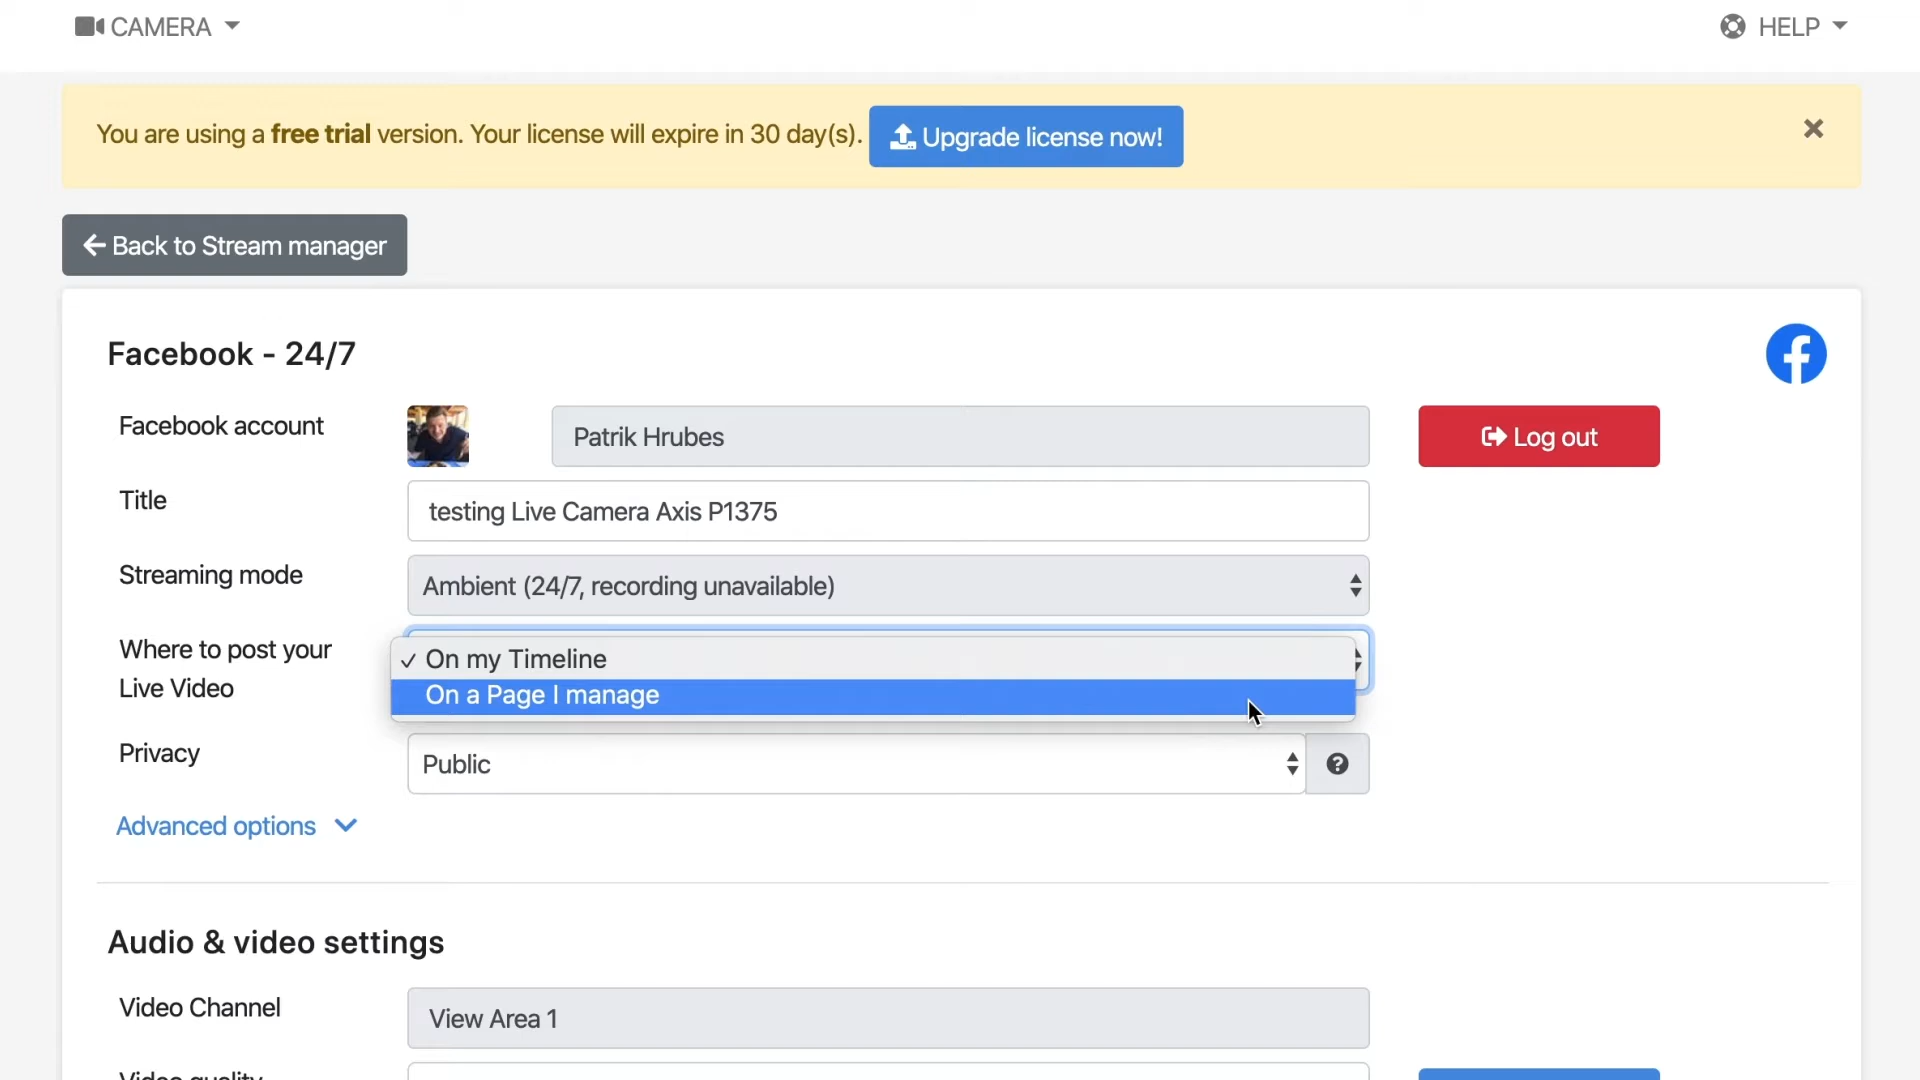 CAMERA
HELP
You are using a free trial version. Your license will expire in 30 day(s).
Upgrade license now!
Back to Stream manager
Facebook - 24/7
Facebook account
Patrik Hrubes
Log out
Title
testing Live Camera Axis P1375
Streaming mode
Ambient (24/7, recording unavailable)
Where to post your
Live Video
On my Timeline
On a Page I manage
Privacy
Public
Advanced options
Audio & video settings
Video Channel
View Area 1
Video quality